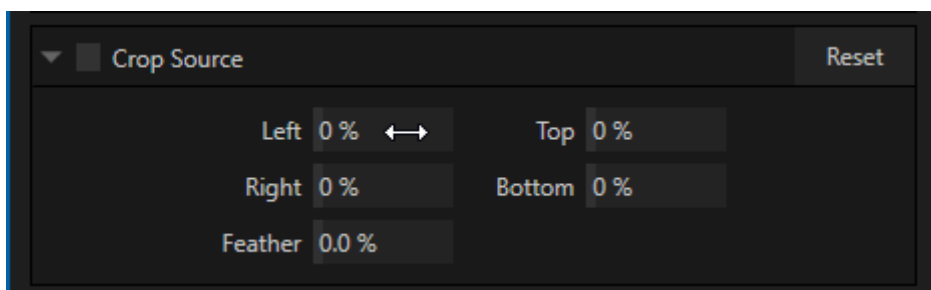 Crop Source Reset
Left 0 % Top 0 %
Right 0 % Bottom 0 %
Feather 0.0 %